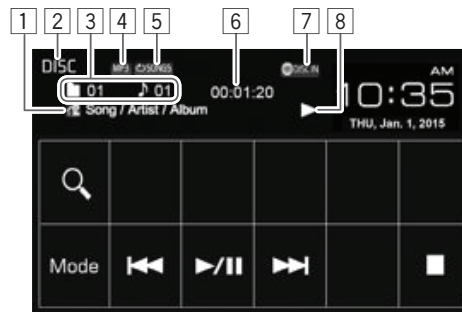 1 2 3 4 5 6 7 8
DISC MP3 SONGS DISC IN AM
01 01 00:01:20 10:35
Song / Artist / Album THU, Jan. 1, 2015
Mode